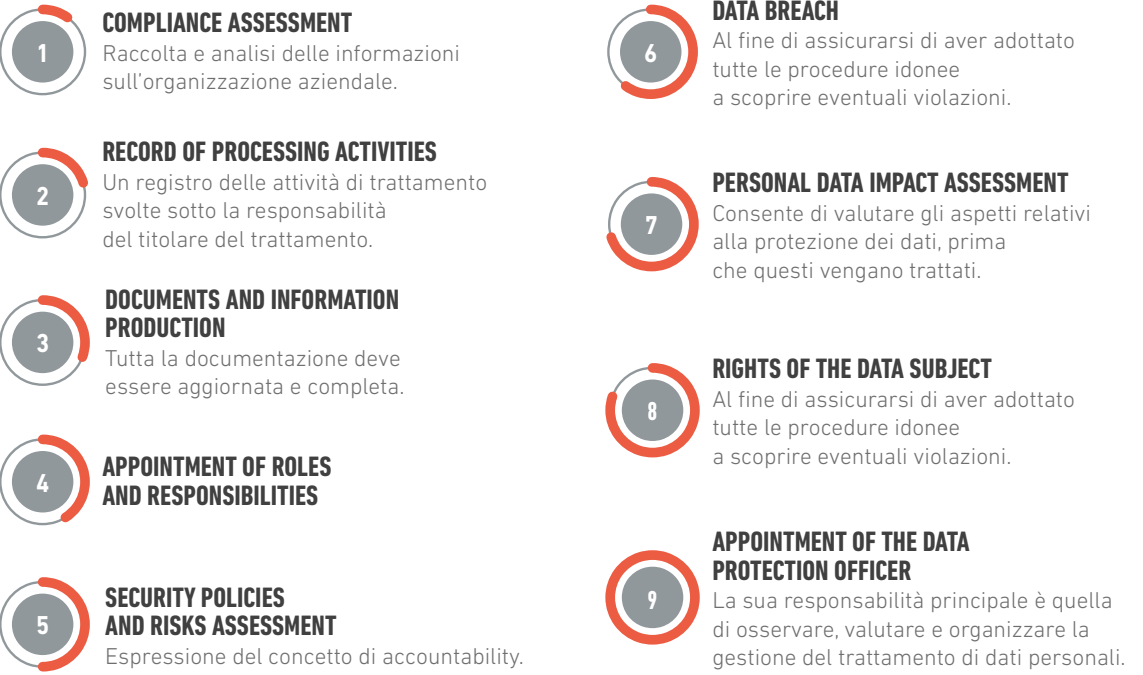 1
COMPLIANCE ASSESSMENT
Raccolta e analisi delle informazioni
sull'organizzazione aziendale.
2
RECORD OF PROCESSING ACTIVITIES
Un registro delle attività di trattamento
svolte sotto la responsabilità
del titolare del trattamento.
3
DOCUMENTS AND INFORMATION
PRODUCTION
Tutta la documentazione deve
essere aggiornata e completa.
4
APPOINTMENT OF ROLES
AND RESPONSIBILITIES
5
SECURITY POLICIES
AND RISKS ASSESSMENT
Espressione del concetto di accountability.
6
DATA BREACH
Al fine di assicurarsi di aver adottato
tutte le procedure idonee
a scoprire eventuali violazioni.
7
PERSONAL DATA IMPACT ASSESSMENT
Consente di valutare gli aspetti relativi
alla protezione dei dati, prima
che questi vengano trattati.
8
RIGHTS OF THE DATA SUBJECT
Al fine di assicurarsi di aver adottato
tutte le procedure idonee
a scoprire eventuali violazioni.
9
APPOINTMENT OF THE DATA
PROTECTION OFFICER
La sua responsabilità principale è quella
di osservare, valutare e organizzare la
gestione del trattamento di dati personali.